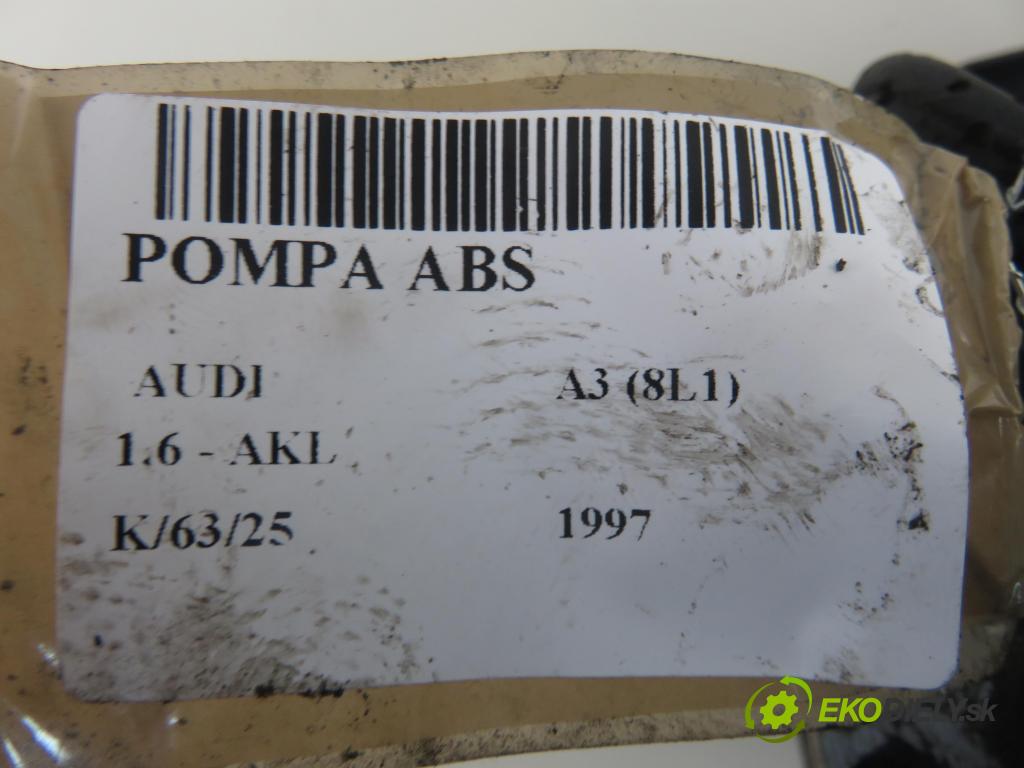 POMPA ABS
AUDI A3 (8L1)
1.6 - AKL
K/63/25 1997
EKODIELY.sk